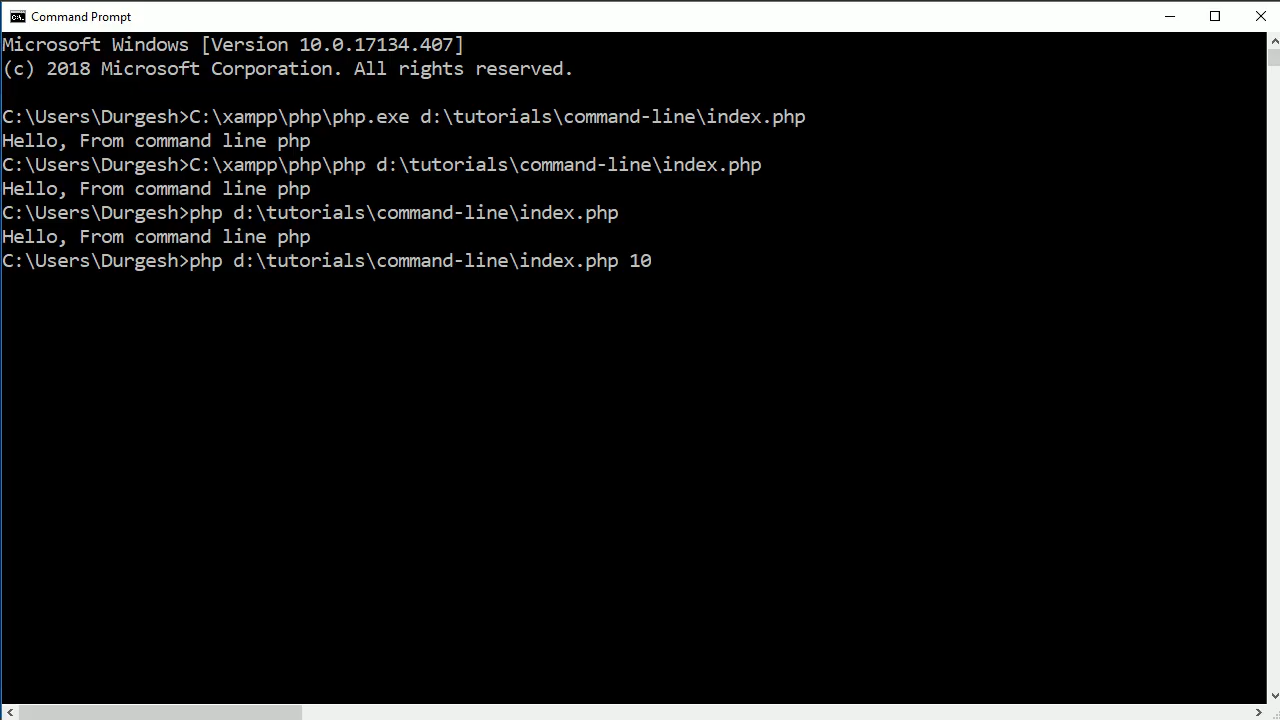 Command Prompt
Microsoft Windows [Version 10.0.17134.407]
(c) 2018 Microsoft Corporation. All rights reserved.
C:\Users\Durgesh>C:\xampp\php\php.exe d:\tutorials\command-line\index.php
Hello, From command line php
C:\Users\Durgesh>C:\xampp\php\php d:\tutorials\command-line\index.php
Hello, From command line php
C:\Users\Durgesh>php d:\tutorials\command-line\index.php
Hello, From command line php
C:\Users\Durgesh>php d:\tutorials\command-line\index.php 10